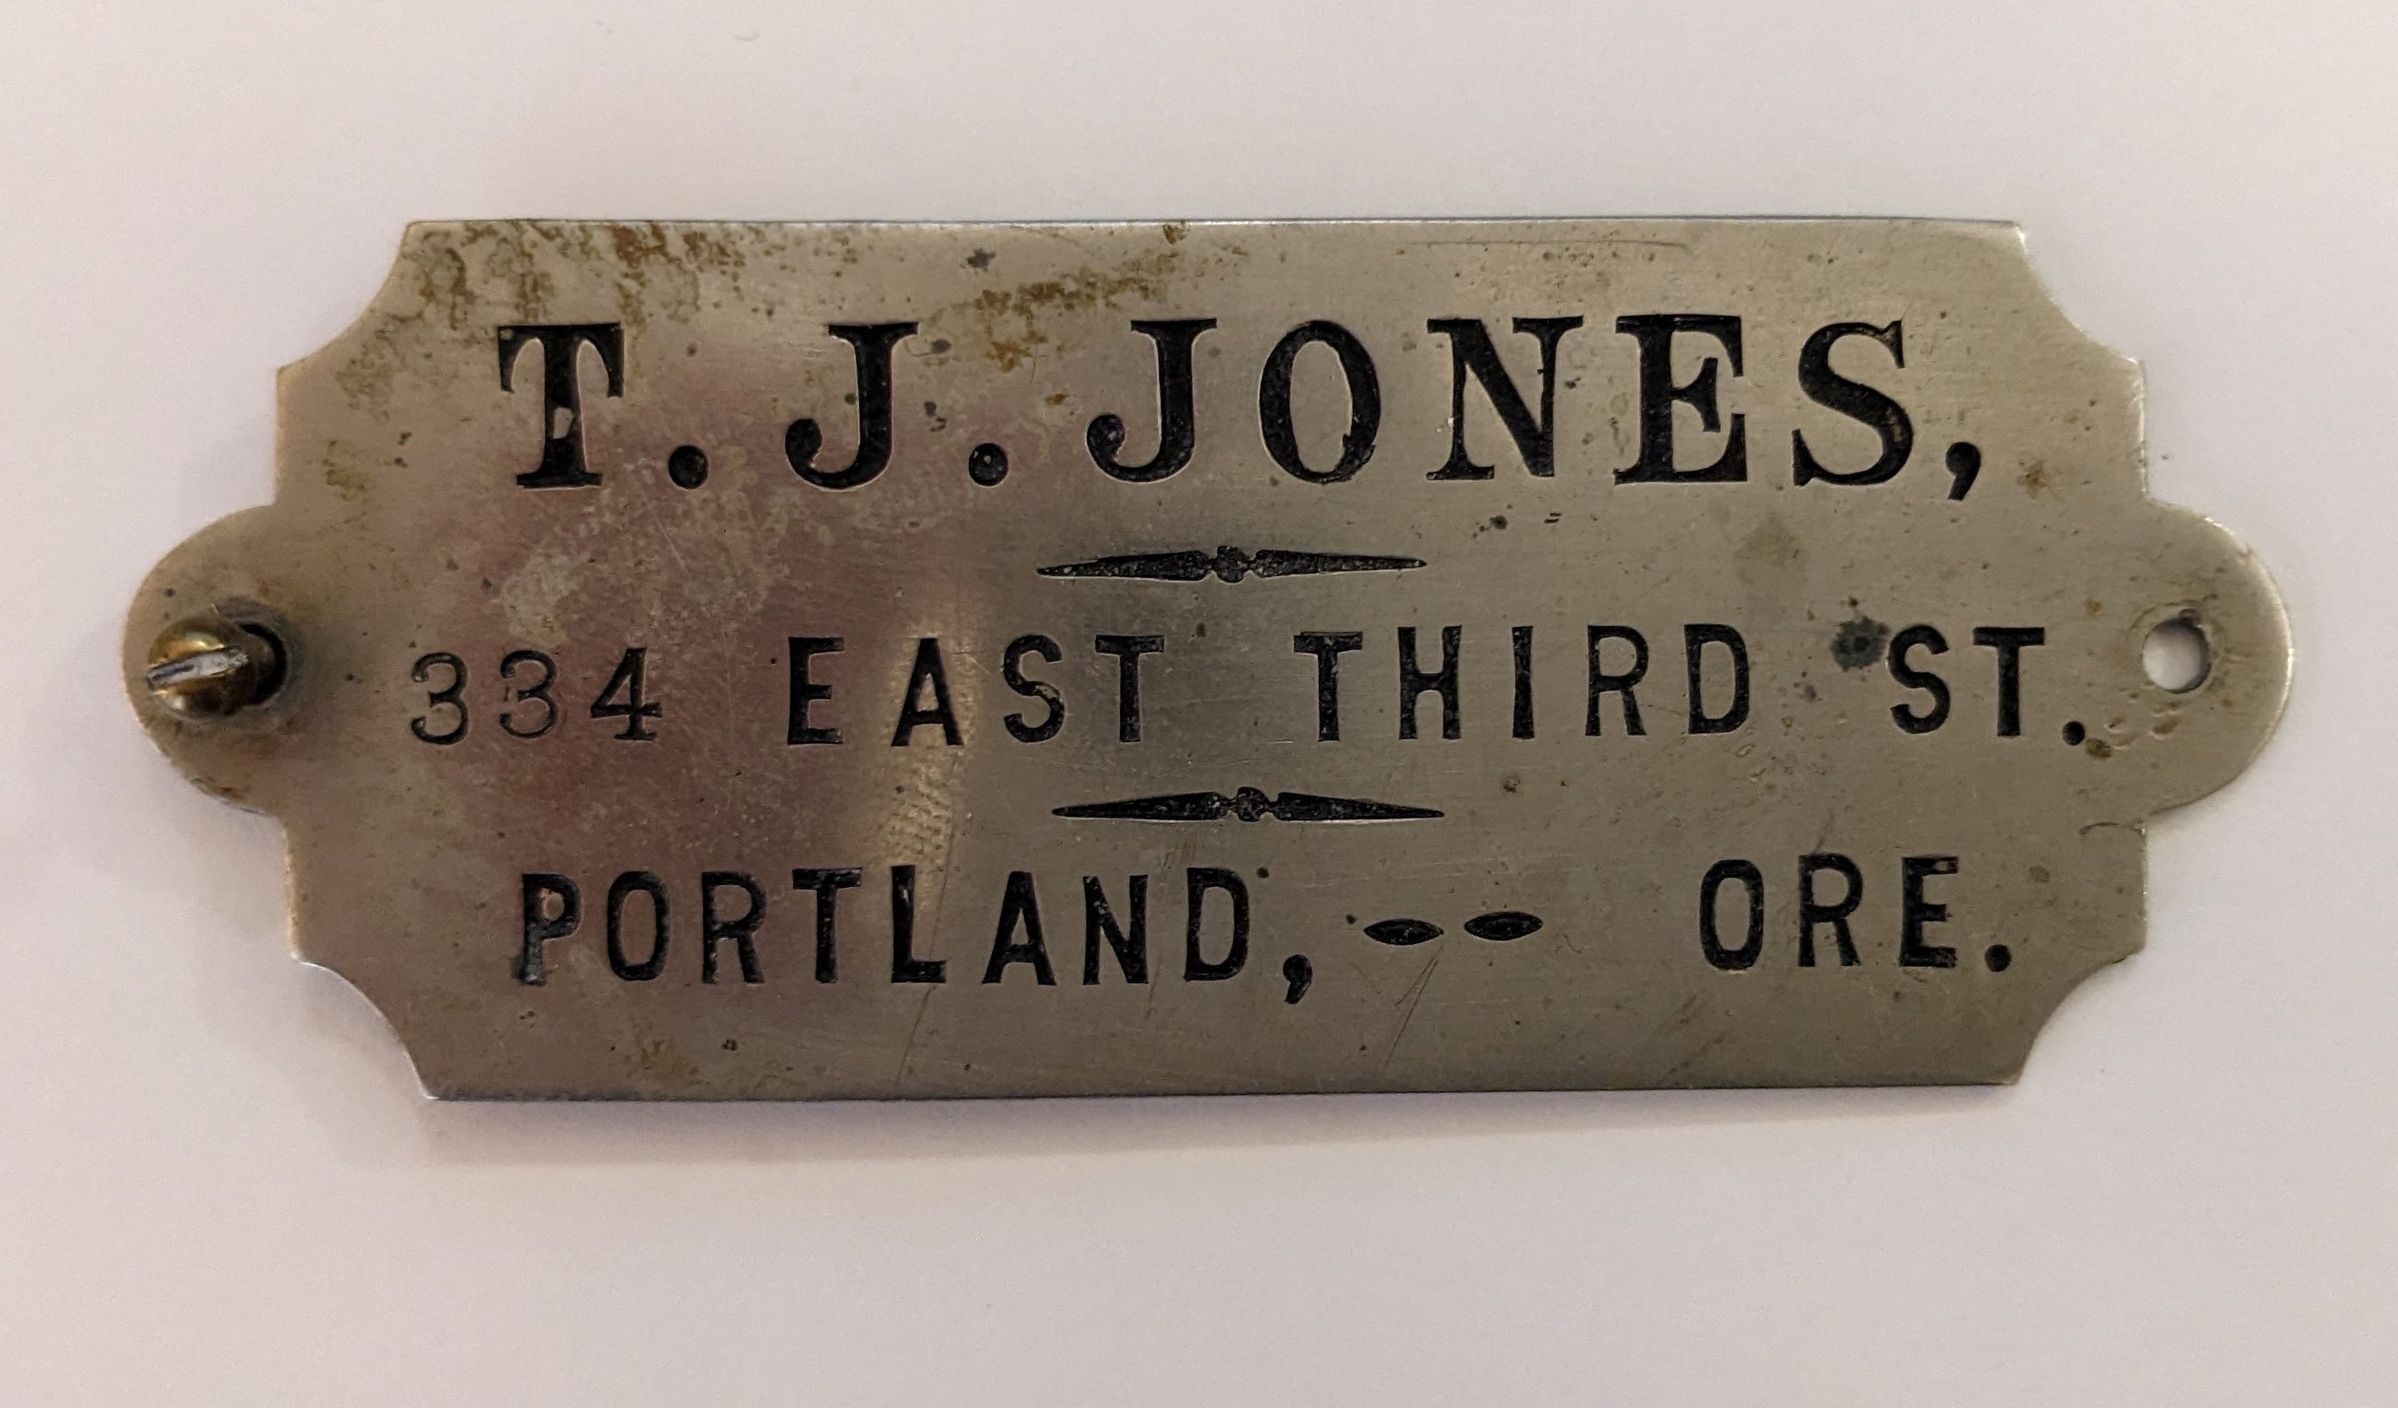 T. J. JONES,
334 EAST THIRD ST.
PORTLAND, -- ORE.